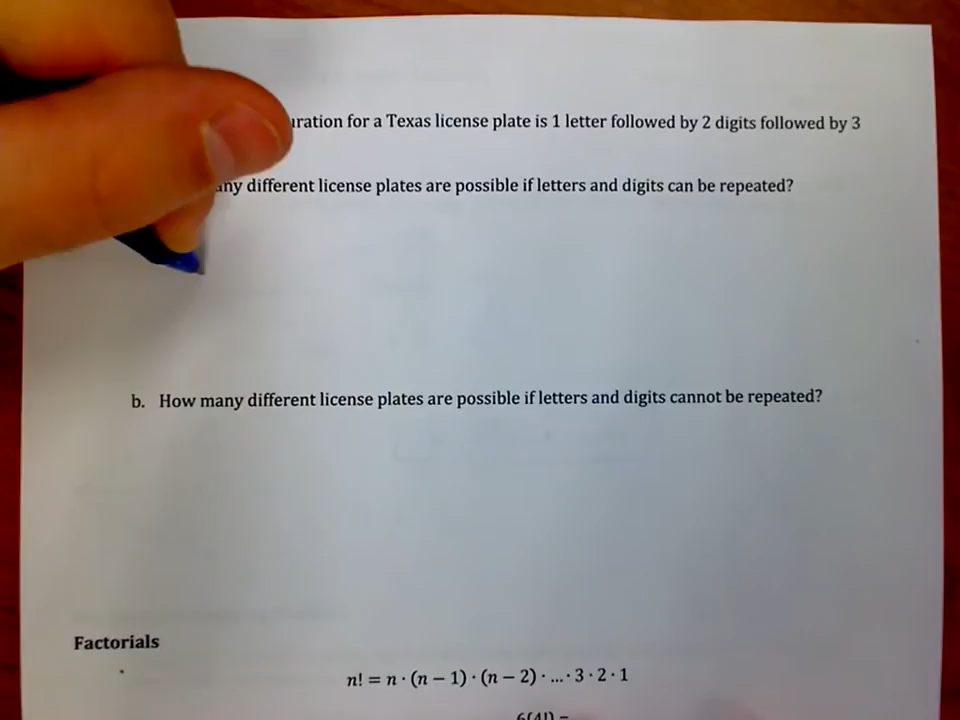 for a Texas license plate is 1 letter followed by 2 digits followed by 3
different license plates are possible if letters and digits can be repeated?
b. How many different license plates are possible if letters and digits cannot be repeated?
Factorials
n! = n · (n − 1) · (n − 2) · … · 3 · 2 · 1